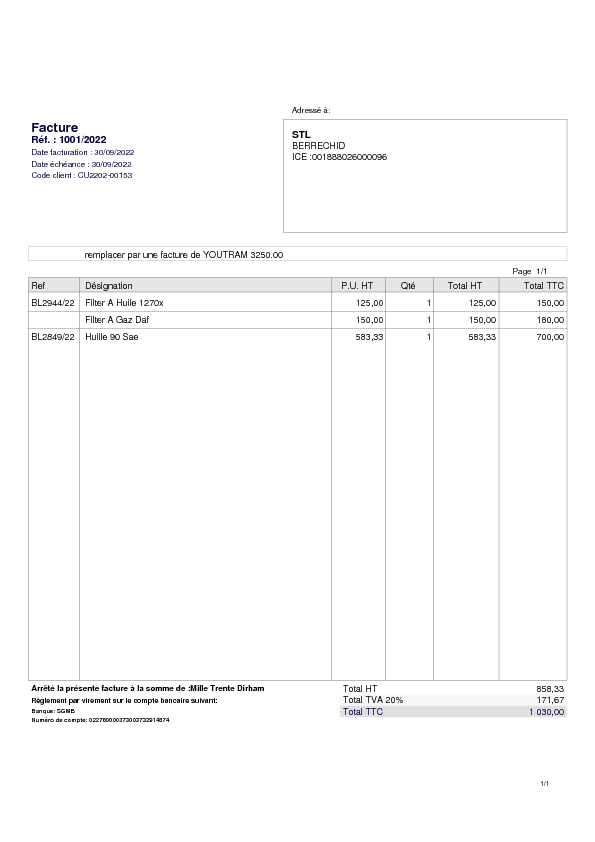 Adressé à:
Facture
Réf. : 1001/2022
Date facturation : 30/09/2022
Date échéance : 30/09/2022
Code client : CU2202-00153
STL
BERRECHID
ICE :001888026000096
remplacer par une facture de YOUTRAM 3250.00
Page 1/1
Ref Désignation P.U. HT Qté Total HT Total TTC
BL2944/22 Filter A Huile 1270x 125,00 1 125,00 150,00
Filter A Gaz Daf 150,00 1 150,00 180,00
BL2849/22 Huille 90 Sae 583,33 1 583,33 700,00
Arrêté la présente facture à la somme de :Mille Trente Dirham
Règlement par virement sur le compte bancaire suivant:
Banque: SGMB
Numéro de compte: 022780000373003732914874
Total HT 858,33
Total TVA 20% 171,67
Total TTC 1 030,00
1/1